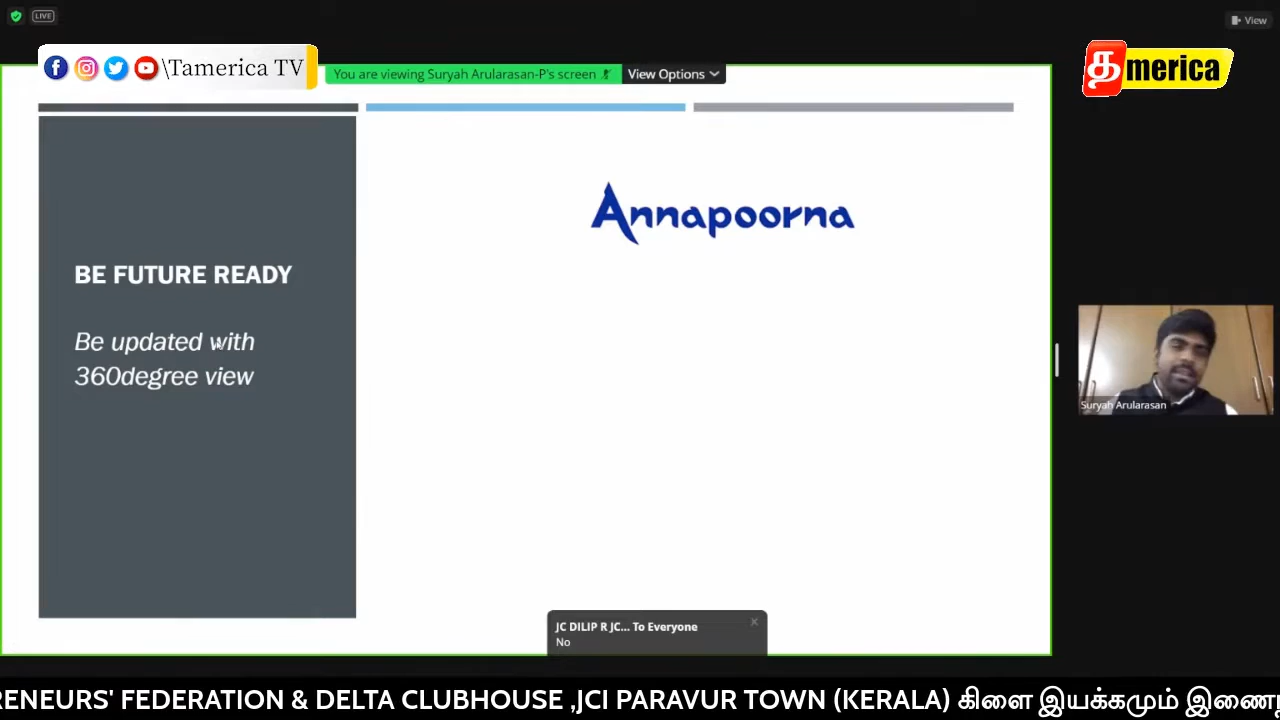 LIVE
View
\Tamerica TV
You are viewing Suryah Arularasan-P's screen
View Options
தmerica
Annapoorna
BE FUTURE READY
Be updated with
360degree view
Suryah Arularasan
JC DILIP R JC... To Everyone
No
RENEURS' FEDERATION & DELTA CLUBHOUSE ,JCI PARAVUR TOWN (KERALA) கிளை இயக்கமும்